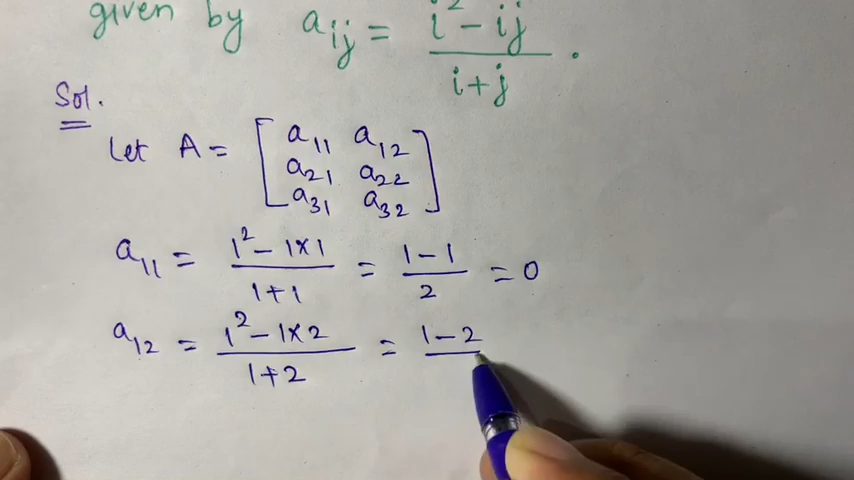 given by a_ij = (i² - ij)/(i+j) .
Sol.
Let A = [a11 a12
a21 a22
a31 a32]
a11 = (1² - 1×1)/(1+1) = (1-1)/2 = 0
a12 = (1² - 1×2)/(1+2) = (1-2)/